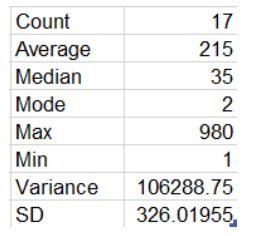 Count 17
Average 215
Median 35
Mode 2
Max 980
Min 1
Variance 106288.75
SD 326.01955